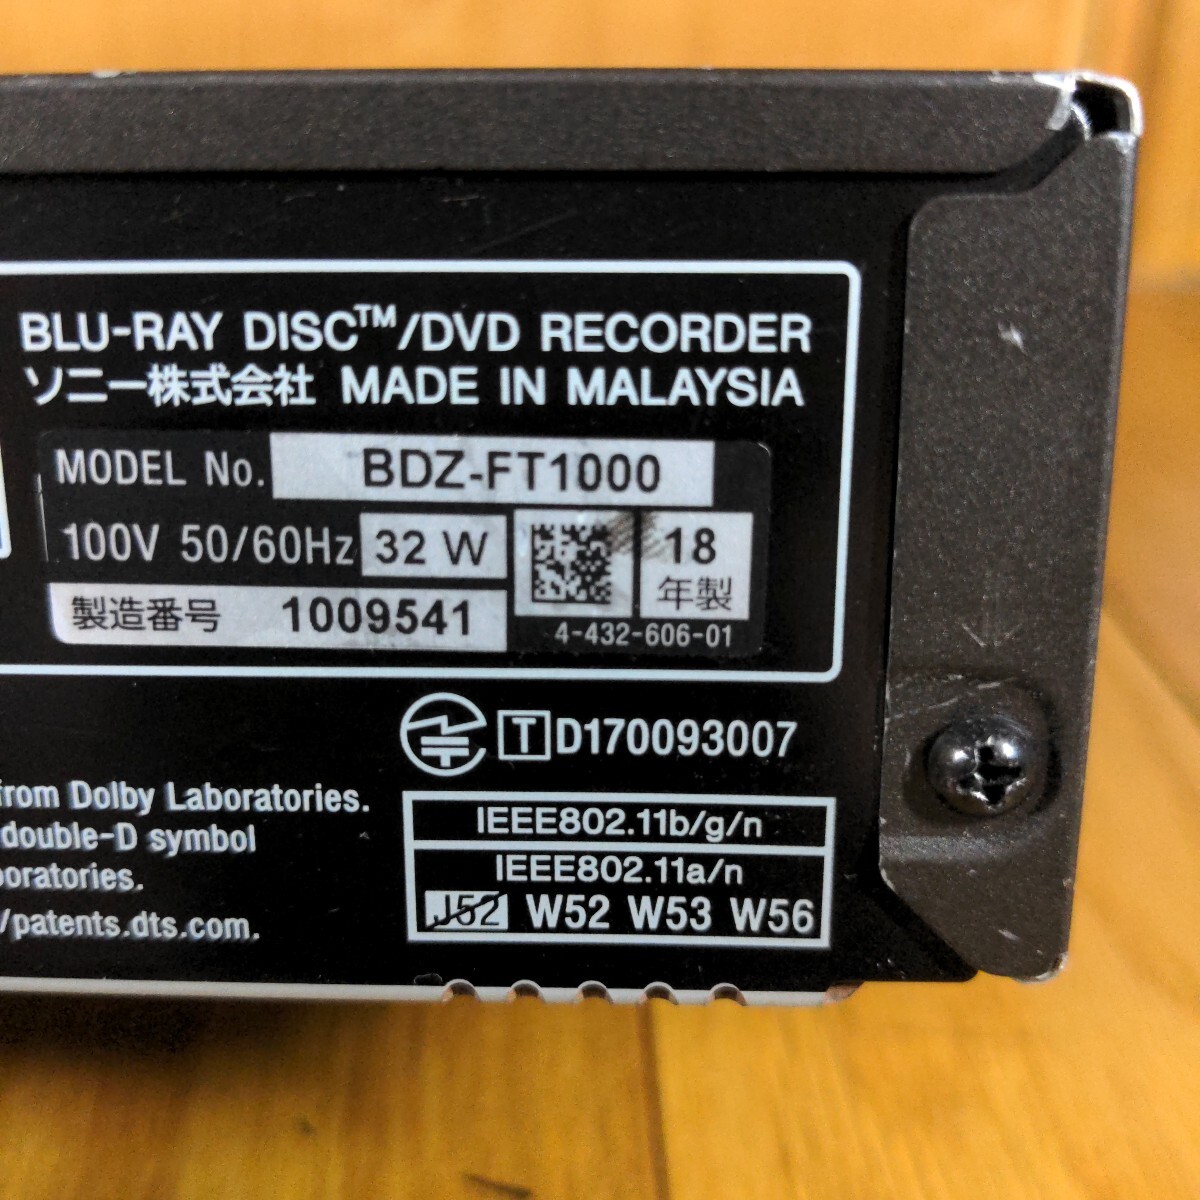 BLU-RAY DISC™/DVD RECORDER
ソニー株式会社 MADE IN MALAYSIA
MODEL No. BDZ-FT1000
100V 50/60Hz 32 W
18
年製
製造番号 1009541
4-432-606-01
T D170093007
from Dolby Laboratories.
double-D symbol
boratories.
/patents.dts.com.
IEEE802.11b/g/n
IEEE802.11a/n
J52 W52 W53 W56